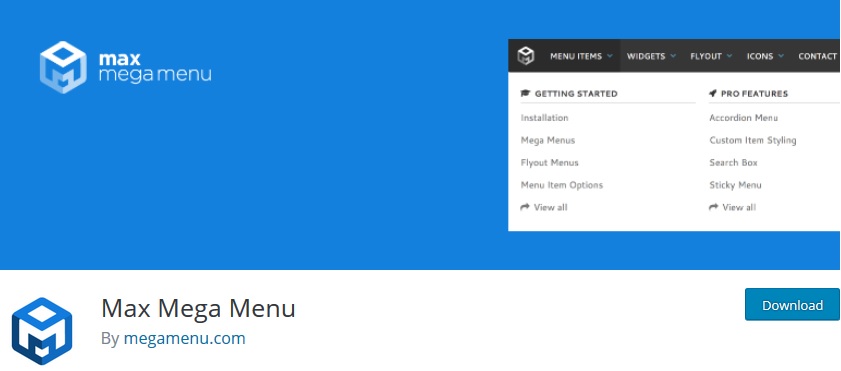 max
mega menu
MENU ITEMS WIDGETS FLYOUT ICONS CONTACT
GETTING STARTED
Installation
Mega Menus
Flyout Menus
Menu Item Options
View all
PRO FEATURES
Accordion Menu
Custom Item Styling
Search Box
Sticky Menu
View all
Max Mega Menu
By megamenu.com
Download